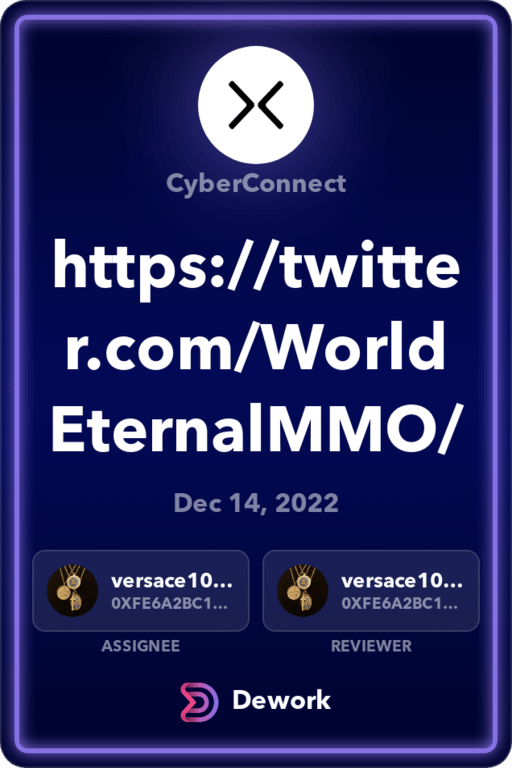 CyberConnect
https://twitte
r.com/World
EternalMMO/
Dec 14, 2022
versace10...
0XFE6A2BC1...
ASSIGNEE
versace10...
0XFE6A2BC1...
REVIEWER
Dework